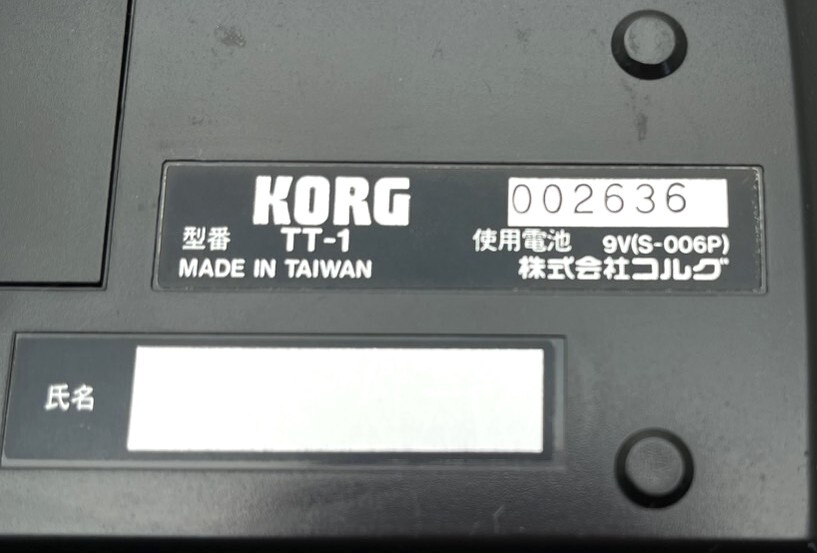 KORG 002636
型番 TT-1 使用電池 9V(S-006P)
MADE IN TAIWAN 株式会社コルグ
氏名